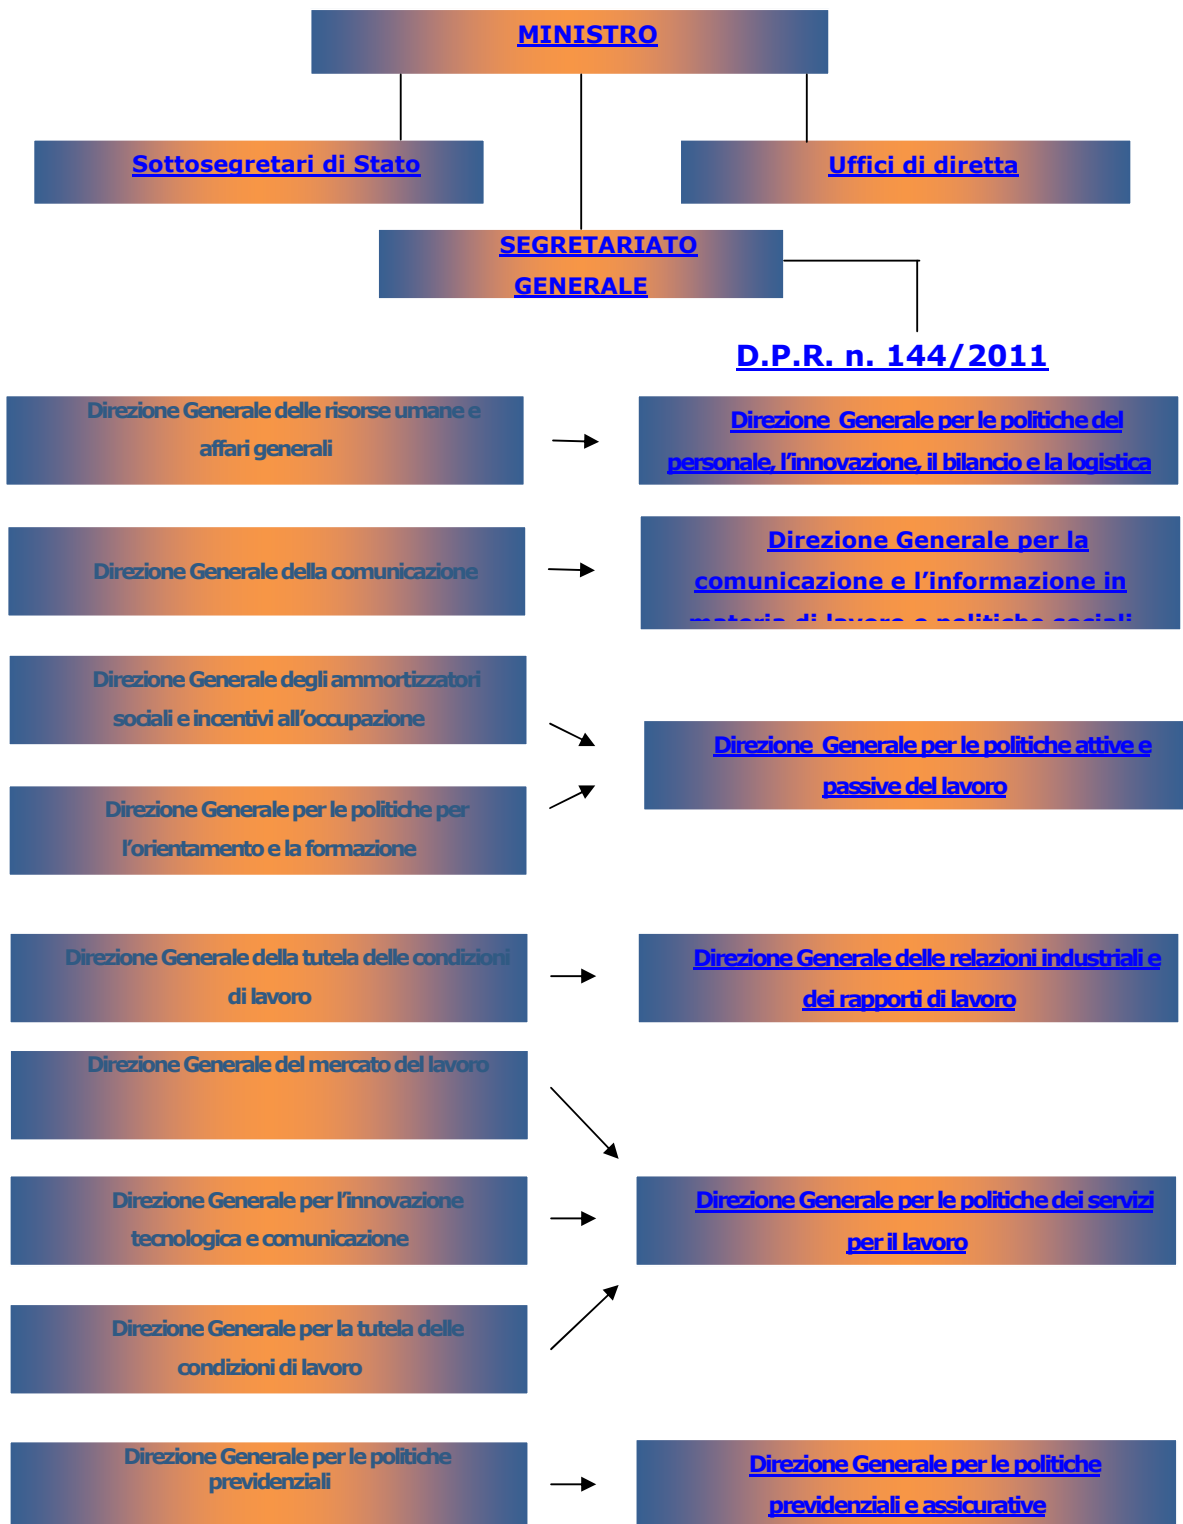 MINISTRO
Sottosegretari di Stato
Uffici di diretta
SEGRETARIATO
GENERALE
D.P.R. n. 144/2011
Direzione Generale delle risorse umane e
affari generali
Direzione Generale per le politiche del
personale, l'innovazione, il bilancio e la logistica
Direzione Generale della comunicazione
Direzione Generale per la
comunicazione e l'informazione in
materia di lavoro e politiche sociali
Direzione Generale degli ammortizzatori
sociali e incentivi all'occupazione
Direzione Generale per le politiche per
l'orientamento e la formazione
Direzione Generale per le politiche attive e
passive del lavoro
Direzione Generale della tutela delle condizioni
di lavoro
Direzione Generale delle relazioni industriali e
dei rapporti di lavoro
Direzione Generale del mercato del lavoro
Direzione Generale per l'innovazione
tecnologica e comunicazione
Direzione Generale per la tutela delle
condizioni di lavoro
Direzione Generale per le politiche dei servizi
per il lavoro
Direzione Generale per le politiche
previdenziali
Direzione Generale per le politiche
previdenziali e assicurative